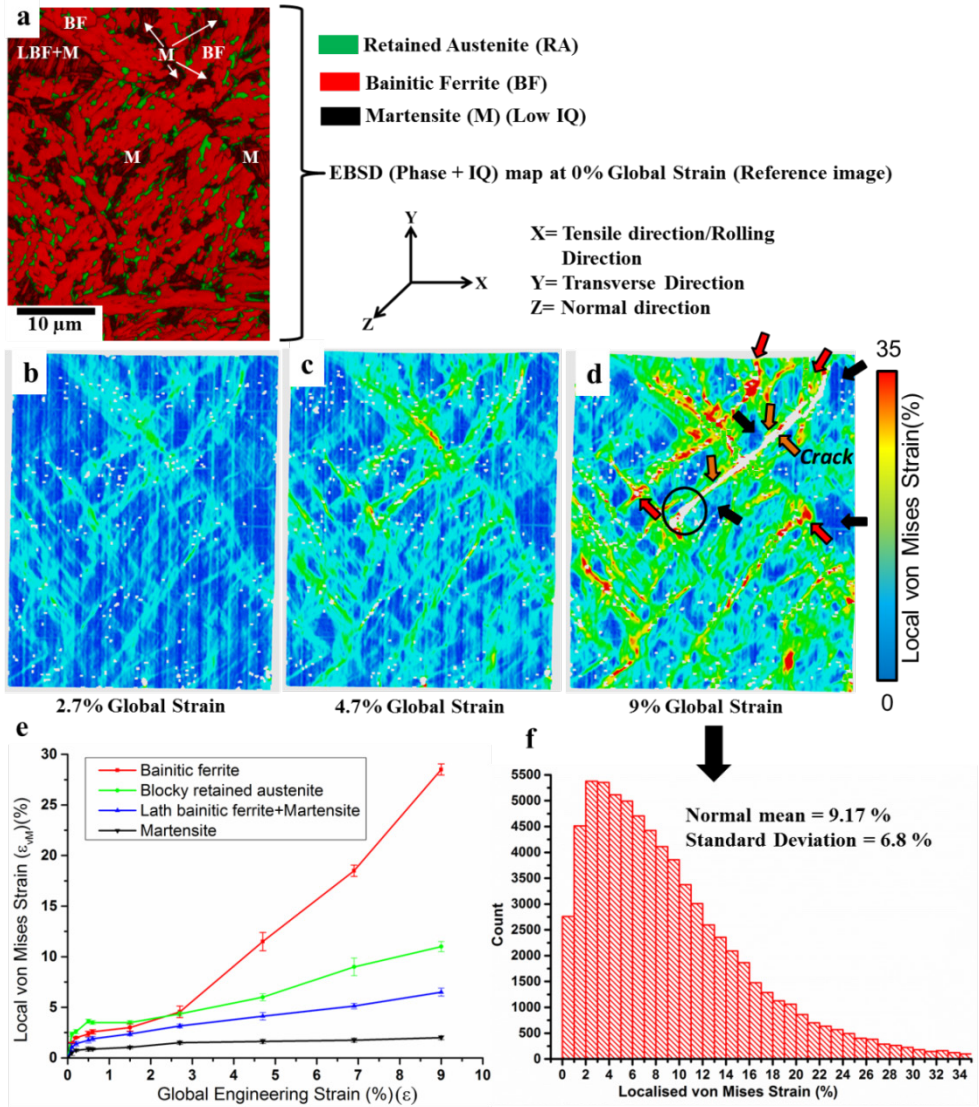 a
BF
LBF+M
M
BF
M
M
10 µm
Retained Austenite (RA)
Bainitic Ferrite (BF)
Martensite (M) (Low IQ)
EBSD (Phase + IQ) map at 0% Global Strain (Reference image)
Y
X
Z
X= Tensile direction/Rolling
Direction
Y= Transverse Direction
Z= Normal direction
b
2.7% Global Strain
c
4.7% Global Strain
d
Crack
9% Global Strain
35
Local von Mises Strain(%)
0
e
Local von Mises Strain (εvM)(%)
30
25
20
15
10
5
0
Bainitic ferrite
Blocky retained austenite
Lath bainitic ferrite+Martensite
Martensite
0 1 2 3 4 5 6 7 8 9 10
Global Engineering Strain (%)(ε)
f
Count
5500
5000
4500
4000
3500
3000
2500
2000
1500
1000
500
0
Normal mean = 9.17 %
Standard Deviation = 6.8 %
0 2 4 6 8 10 12 14 16 18 20 22 24 26 28 30 32 34
Localised von Mises Strain (%)